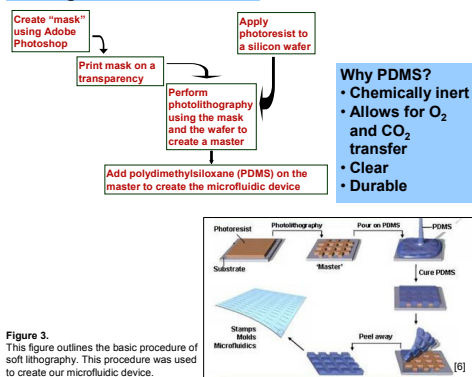 Create “mask”
using Adobe
Photoshop
Apply
photoresist to
a silicon wafer
Print mask on a
transparency
Perform
photolithography
using the mask
and the wafer to
create a master
Add polydimethylsiloxane (PDMS) on the
master to create the microfluidic device
Why PDMS?
• Chemically inert
• Allows for O2
and CO2
transfer
• Clear
• Durable
Photoresist
Photolithography
Pour on PDMS
PDMS
Substrate
'Master'
Cure PDMS
Stamps
Molds
Microfluidics
Peel away
[6]
Figure 3.
This figure outlines the basic procedure of
soft lithography. This procedure was used
to create our microfluidic device.